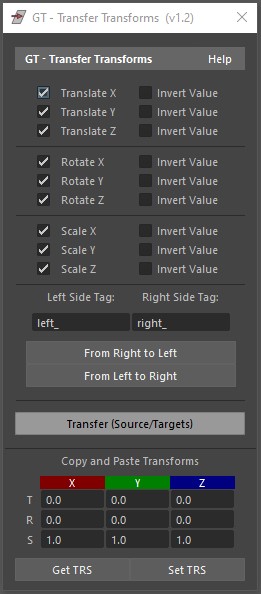 GT - Transfer Transforms (v1.2)
GT - Transfer Transforms Help
Translate X Invert Value
Translate Y Invert Value
Translate Z Invert Value
Rotate X Invert Value
Rotate Y Invert Value
Rotate Z Invert Value
Scale X Invert Value
Scale Y Invert Value
Scale Z Invert Value
Left Side Tag: Right Side Tag:
left_ right_
From Right to Left
From Left to Right
Transfer (Source/Targets)
Copy and Paste Transforms
X Y Z
T 0.0 0.0 0.0
R 0.0 0.0 0.0
S 1.0 1.0 1.0
Get TRS Set TRS